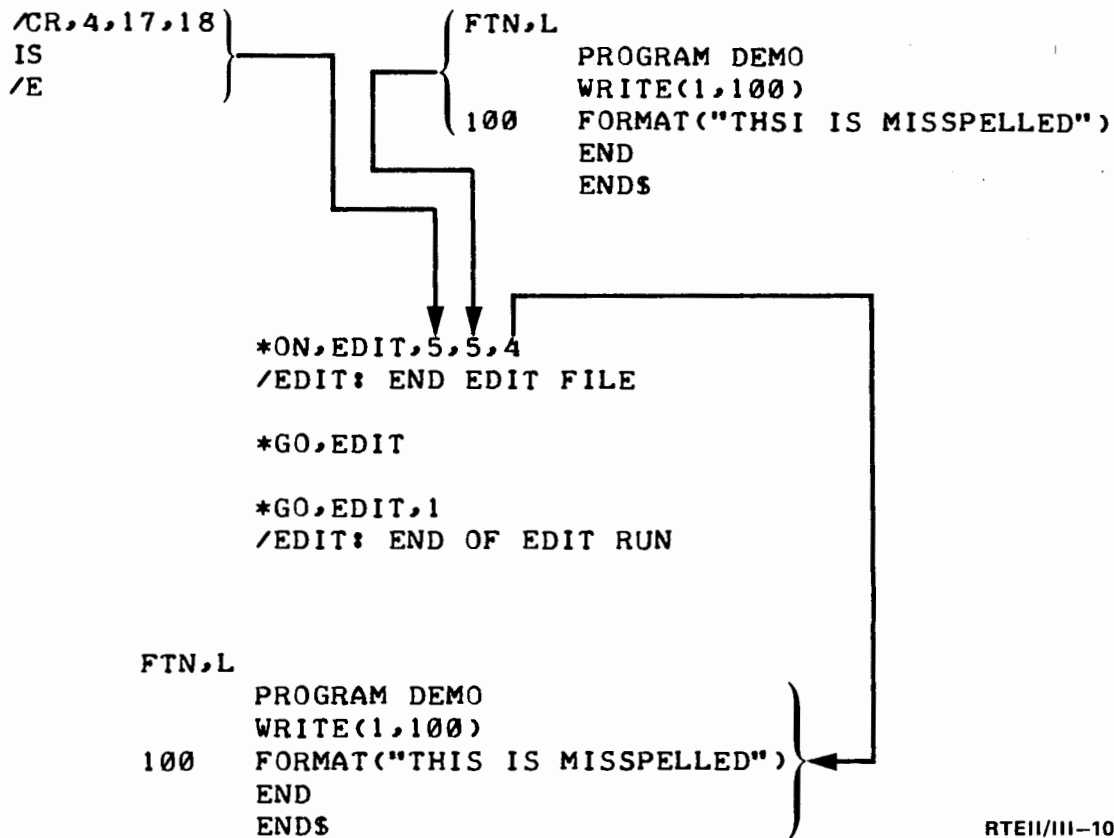 /CR,4,17,18
IS
/E
FTN,L
PROGRAM DEMO
WRITE(1,100)
100 FORMAT("THSI IS MISSPELLED")
END
END$
*ON,EDIT,5,5,4
/EDIT: END EDIT FILE
*GO,EDIT
*GO,EDIT,1
/EDIT: END OF EDIT RUN
FTN,L
PROGRAM DEMO
WRITE(1,100)
100 FORMAT("THIS IS MISSPELLED")
END
END$
RTEII/III-10